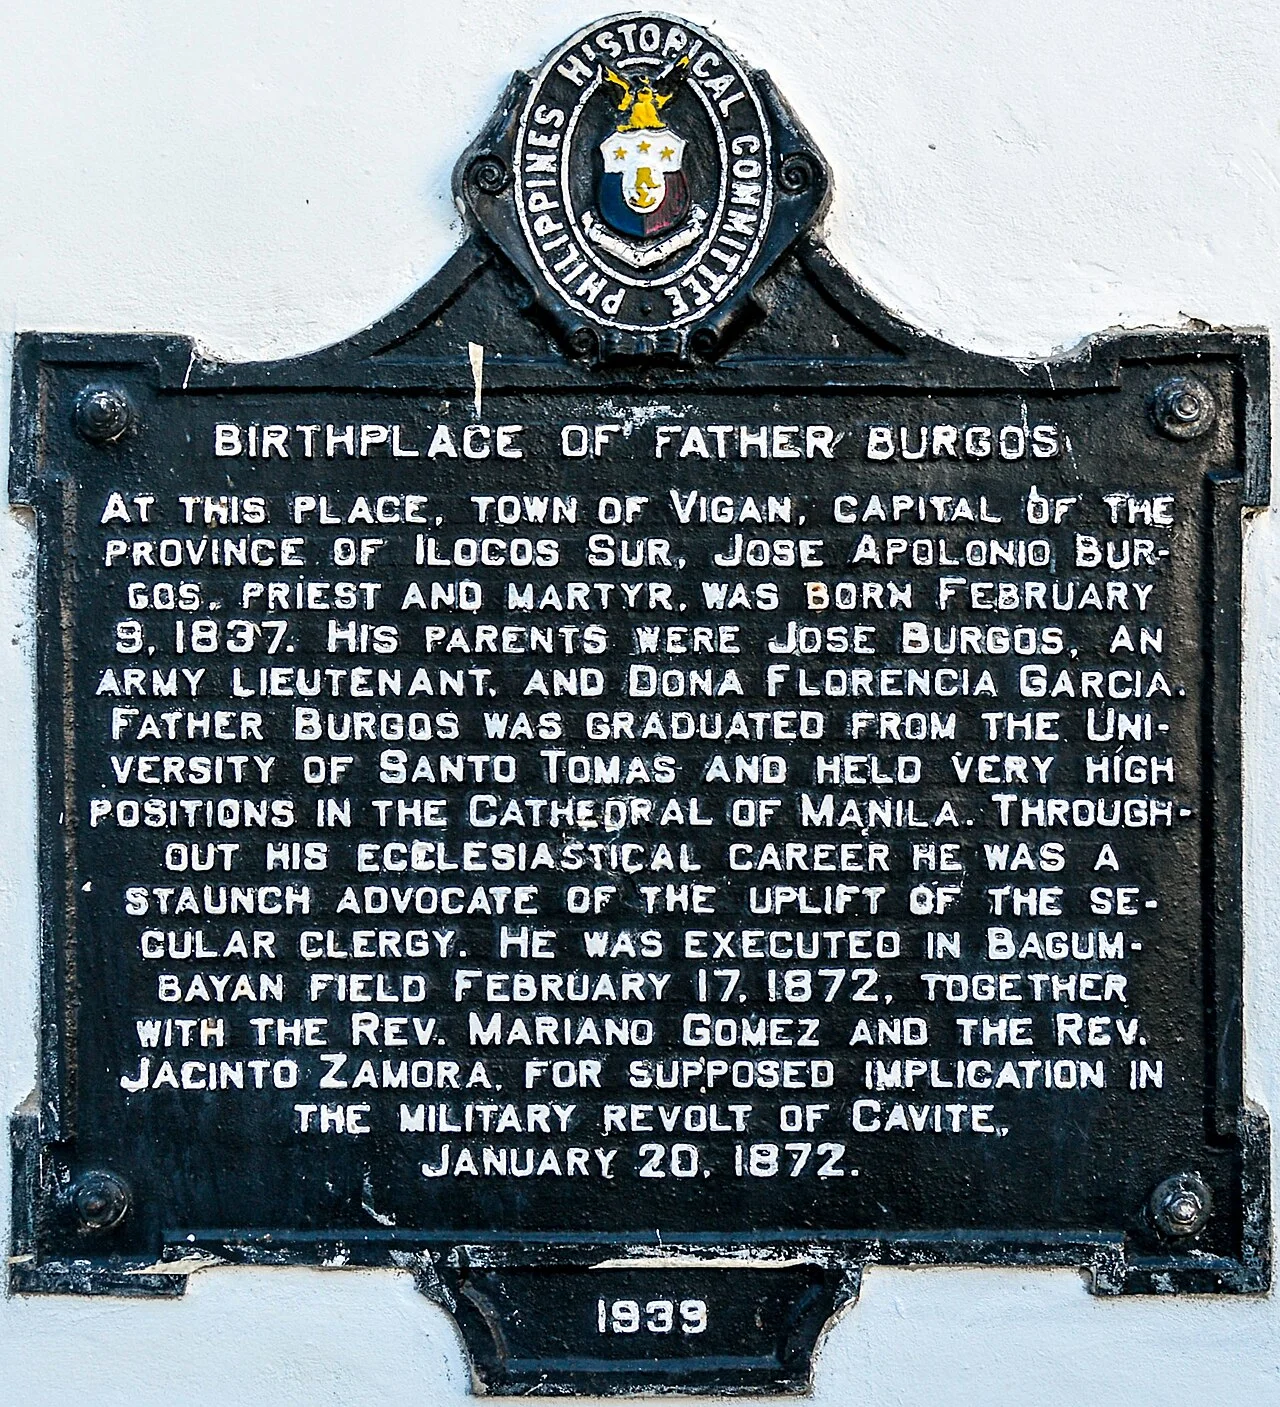 PHILIPPINES HISTORICAL COMMITTEE
BIRTHPLACE OF FATHER BURGOS
AT THIS PLACE, TOWN OF VIGAN, CAPITAL OF THE
PROVINCE OF ILOCOS SUR, JOSE APOLONIO BUR-
GOS, PRIEST AND MARTYR, WAS BORN FEBRUARY
9, 1837. HIS PARENTS WERE JOSE BURGOS, AN
ARMY LIEUTENANT, AND DONA FLORENCIA GARCIA.
FATHER BURGOS WAS GRADUATED FROM THE UNI-
VERSITY OF SANTO TOMAS AND HELD VERY HIGH
POSITIONS IN THE CATHEDRAL OF MANILA. THROUGH-
OUT HIS ECCLESIASTICAL CAREER HE WAS A
STAUNCH ADVOCATE OF THE UPLIFT OF THE SE-
CULAR CLERGY. HE WAS EXECUTED IN BAGUM-
BAYAN FIELD FEBRUARY 17, 1872, TOGETHER
WITH THE REV. MARIANO GOMEZ AND THE REV.
JACINTO ZAMORA, FOR SUPPOSED IMPLICATION IN
THE MILITARY REVOLT OF CAVITE,
JANUARY 20, 1872.
1939